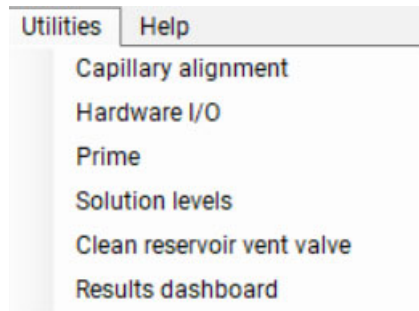 Utilities Help
Capillary alignment
Hardware I/O
Prime
Solution levels
Clean reservoir vent valve
Results dashboard